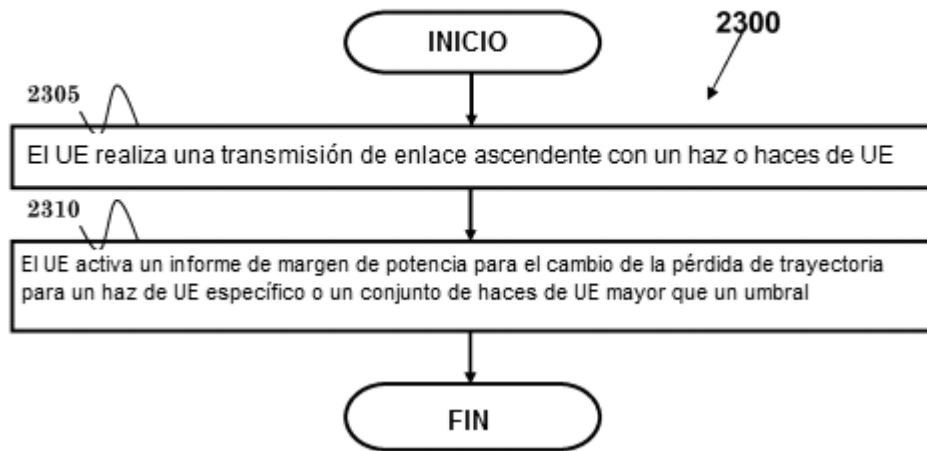 INICIO
2300
2305
El UE realiza una transmisión de enlace ascendente con un haz o haces de UE
2310
El UE activa un informe de margen de potencia para el cambio de la pérdida de trayectoria
para un haz de UE específico o un conjunto de haces de UE mayor que un umbral
FIN